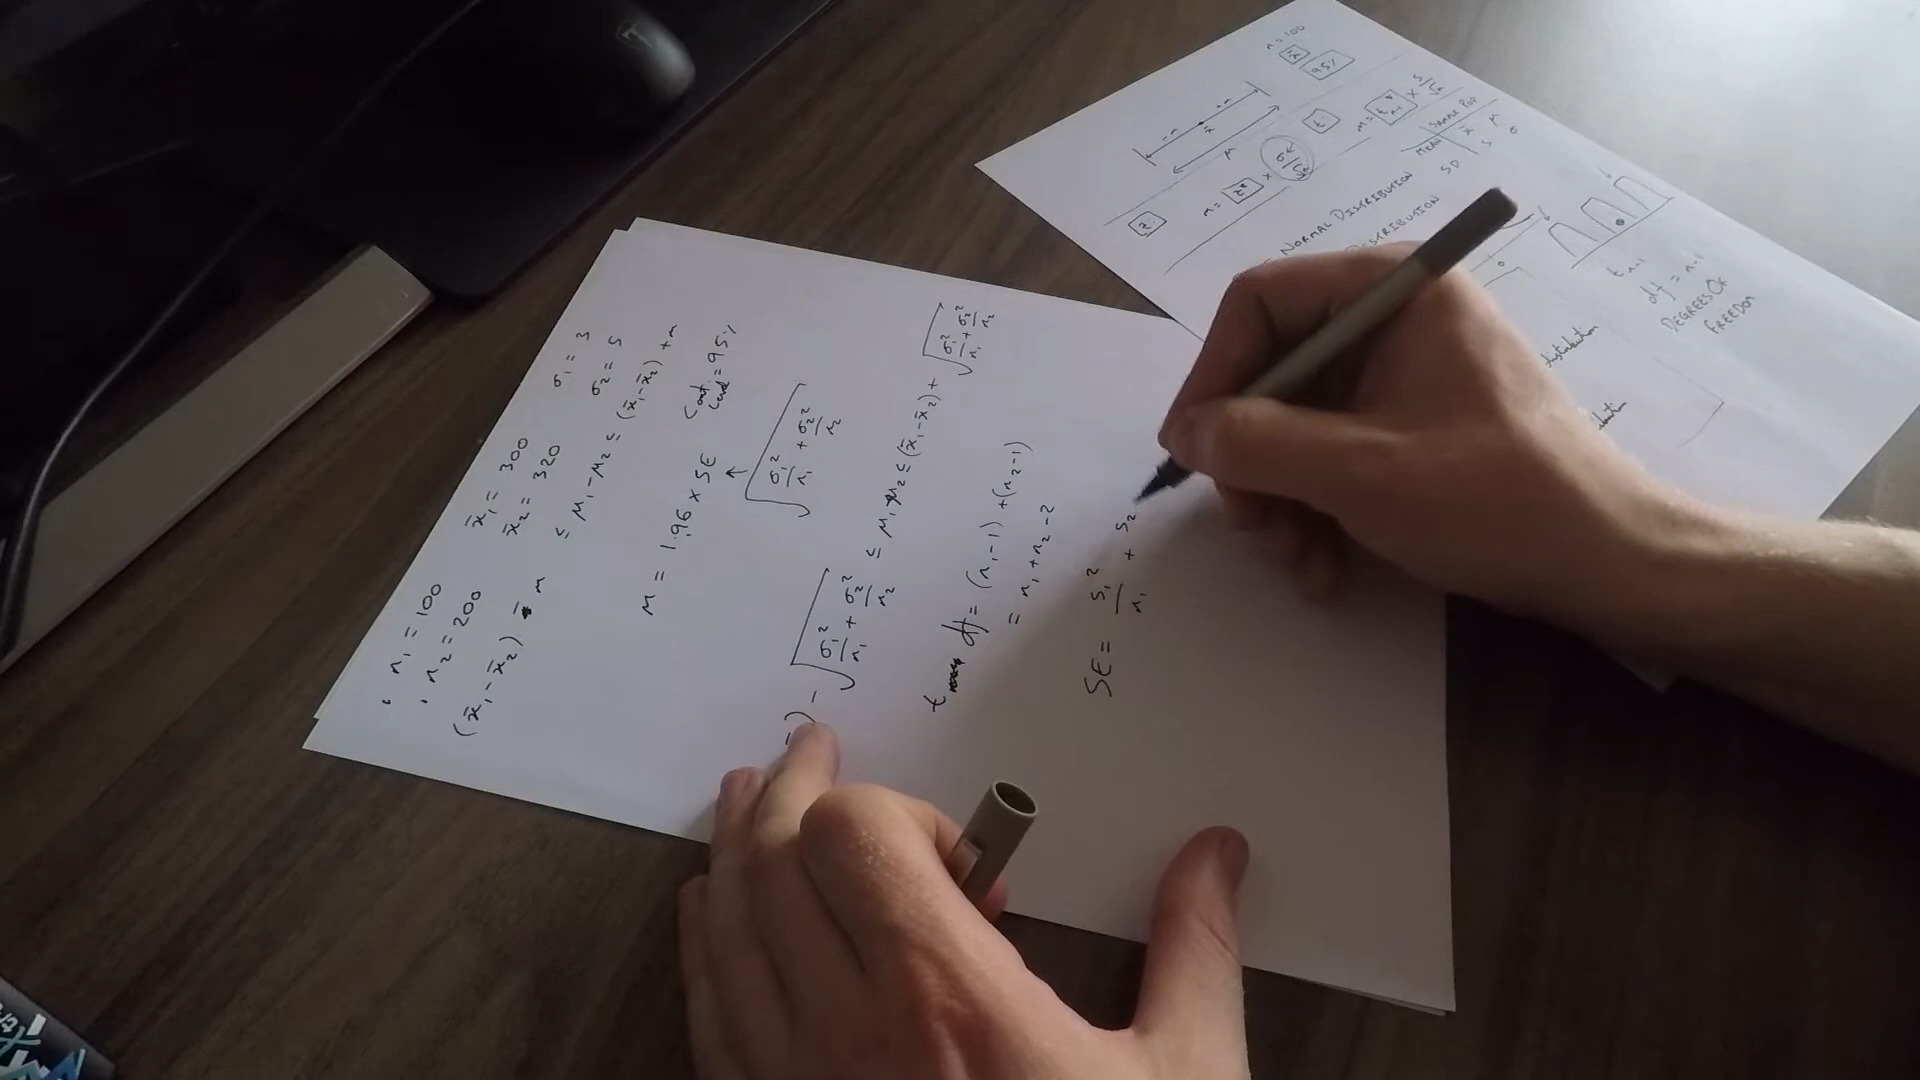 n₁ = 100 x̄₁ = 300 σ₁ = 3
n₂ = 200 x̄₂ = 320 σ₂ = 5
(x̄₁ - x̄₂) - m ≤ μ₁ - μ₂ ≤ (x̄₁ - x̄₂) + m
m = 1.96 × SE Conf. Level = 95%
√(σ₁²/n₁ + σ₂²/n₂)
) - √(σ₁²/n₁ + σ₂²/n₂) ≤ μ₁ - μ₂ ≤ (x̄₁ - x̄₂) + √(σ₁²/n₁ + σ₂²/n₂)
t df = (n₁-1) + (n₂-1)
= n₁ + n₂ - 2
SE = s₁²/n₁ + s₂
n = 100
x̄
95%
-m x̄ +m
μ
z t
m = z* × σ/√n m = t*n-1 × s/√n
SAMPLE POP
MEAN x̄ μ
SD s σ
NORMAL DISTRIBUTION
DISTRIBUTION
tn-1
df = n-1
DEGREES OF
FREEDOM
distribution